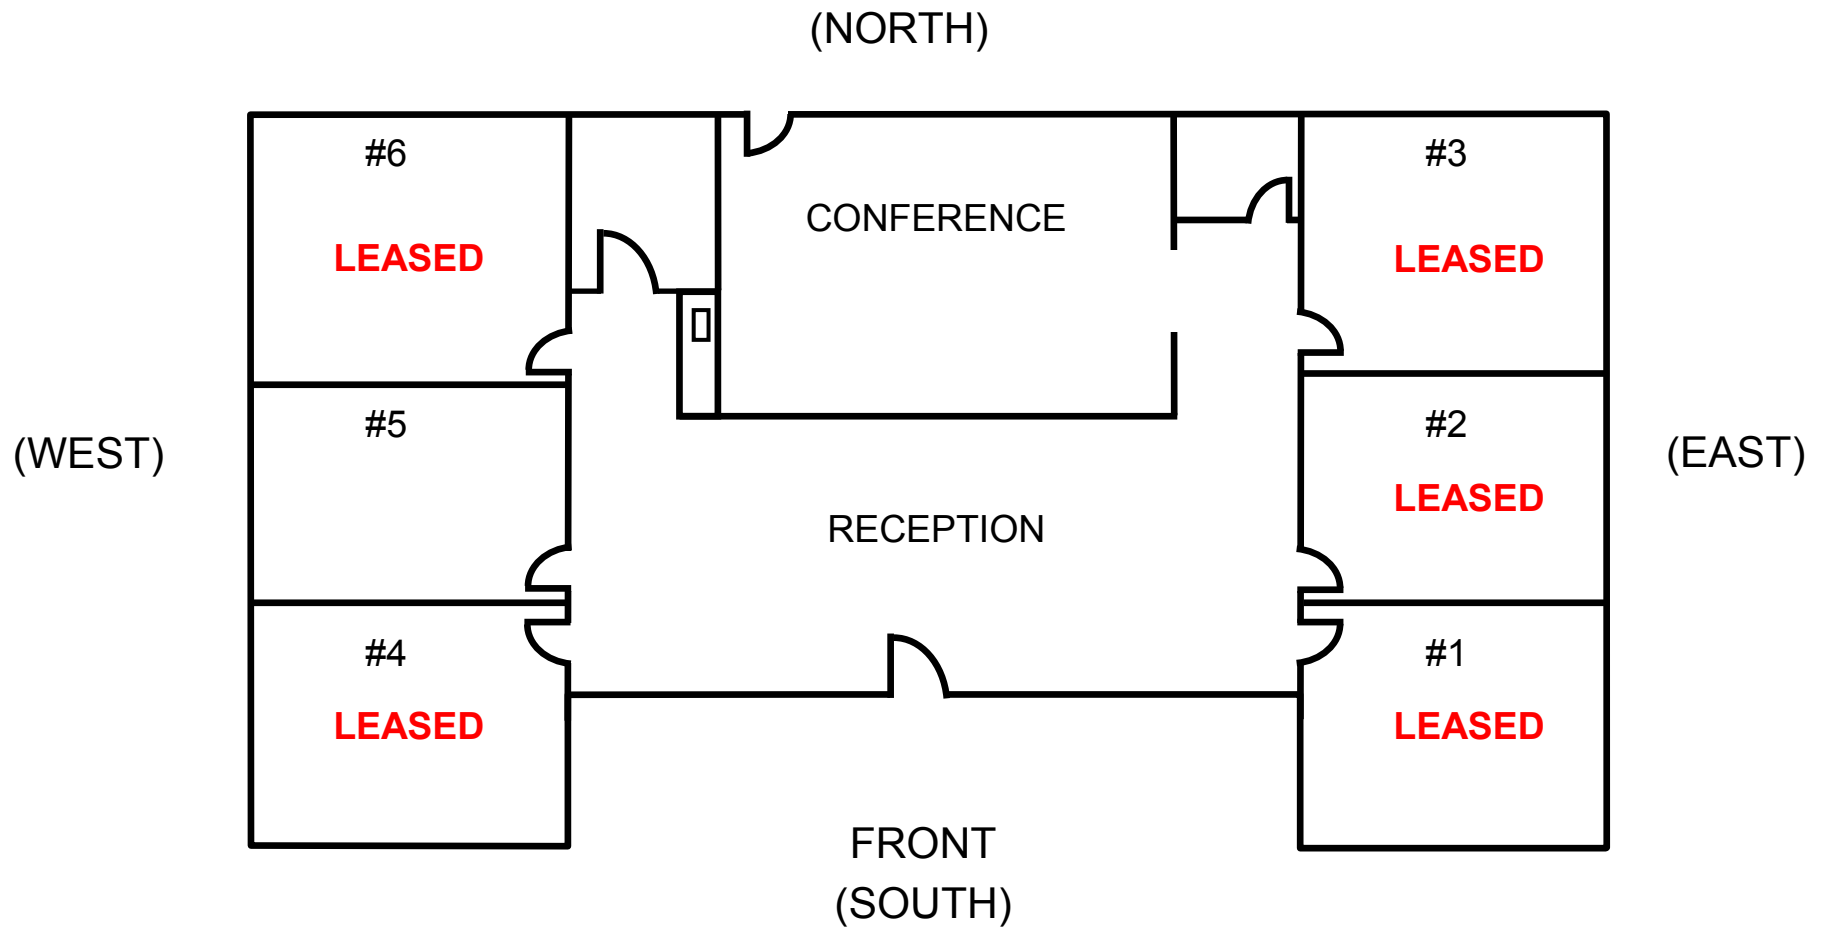 (NORTH)
#6
#3
CONFERENCE
LEASED
LEASED
#5
#2
(WEST)
(EAST)
LEASED
RECEPTION
#4
#1
LEASED
LEASED
FRONT
(SOUTH)